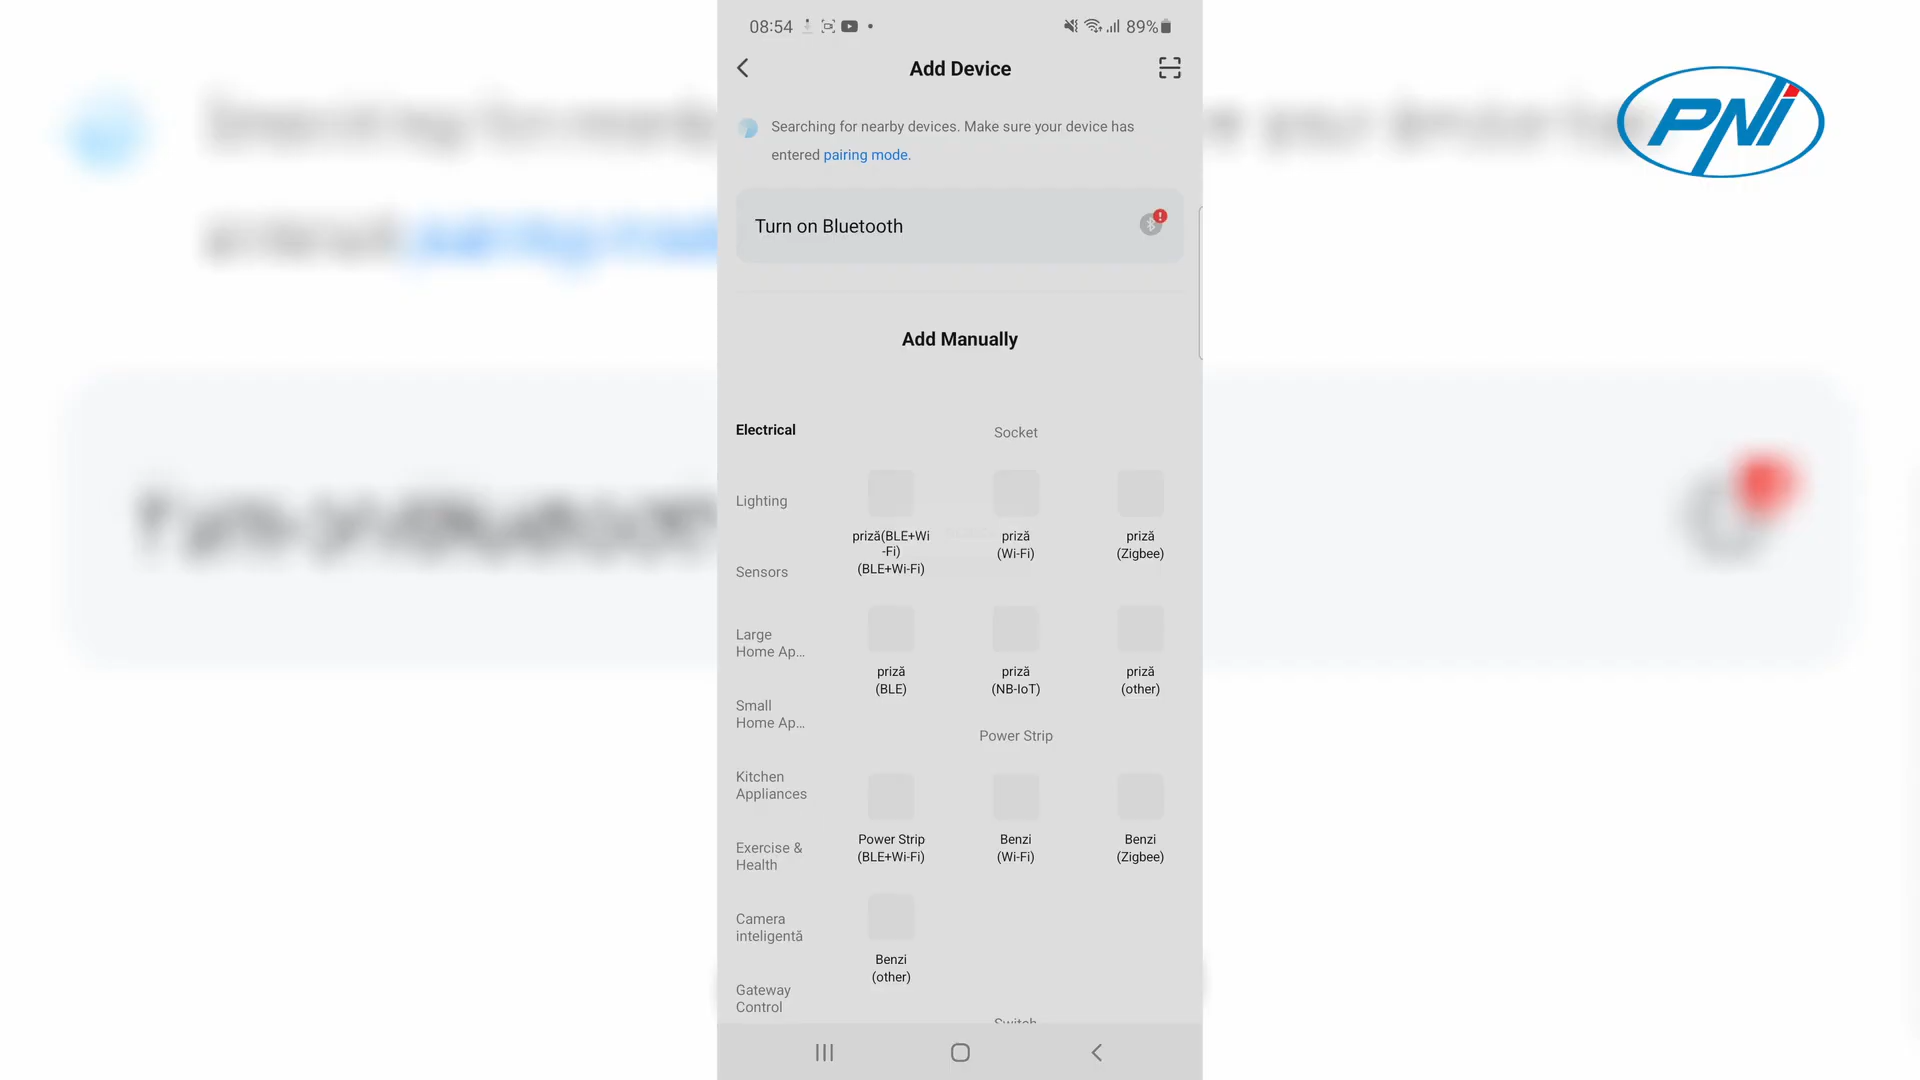 08:54
89%
Add Device
PNI
Searching for nearby devices. Make sure your device has
entered pairing mode.
Turn on Bluetooth
Add Manually
Electrical
Lighting
Sensors
Large
Home Ap...
Small
Home Ap...
Kitchen
Appliances
Exercise &
Health
Camera
inteligentă
Gateway
Control
Socket
priză(BLE+Wi
-Fi)
(BLE+Wi-Fi)
priză
(Wi-Fi)
priză
(Zigbee)
priză
(BLE)
priză
(NB-IoT)
priză
(other)
Power Strip
Power Strip
(BLE+Wi-Fi)
Benzi
(Wi-Fi)
Benzi
(Zigbee)
Benzi
(other)
Switch